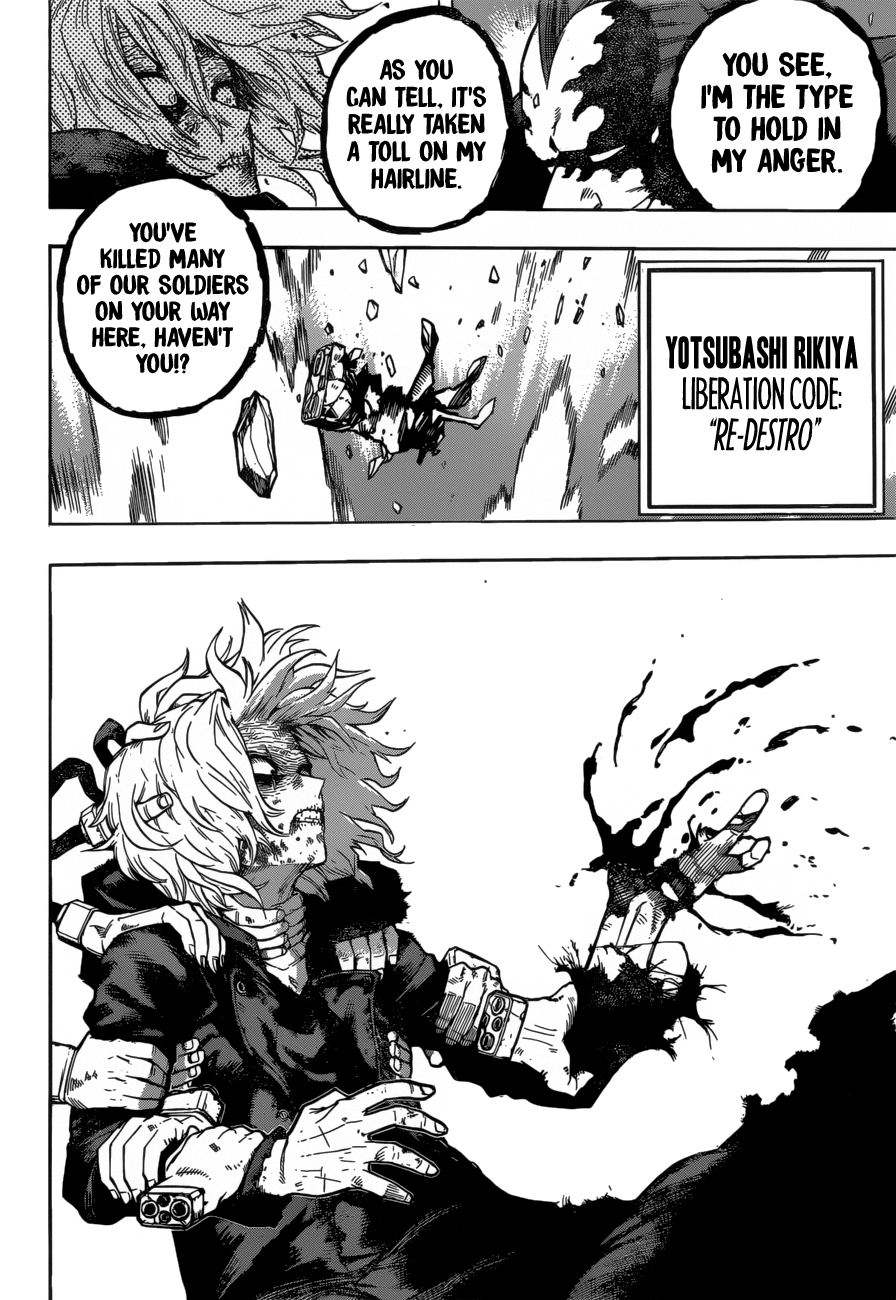 YOU SEE,
I'M THE TYPE
TO HOLD IN
MY ANGER.
AS YOU
CAN TELL, IT'S
REALLY TAKEN
A TOLL ON MY
HAIRLINE.
YOU'VE
KILLED MANY
OF OUR SOLDIERS
ON YOUR WAY
HERE, HAVEN'T
YOU!?
YOTSUBASHI RIKIYA
LIBERATION CODE:
"RE-DESTRO"